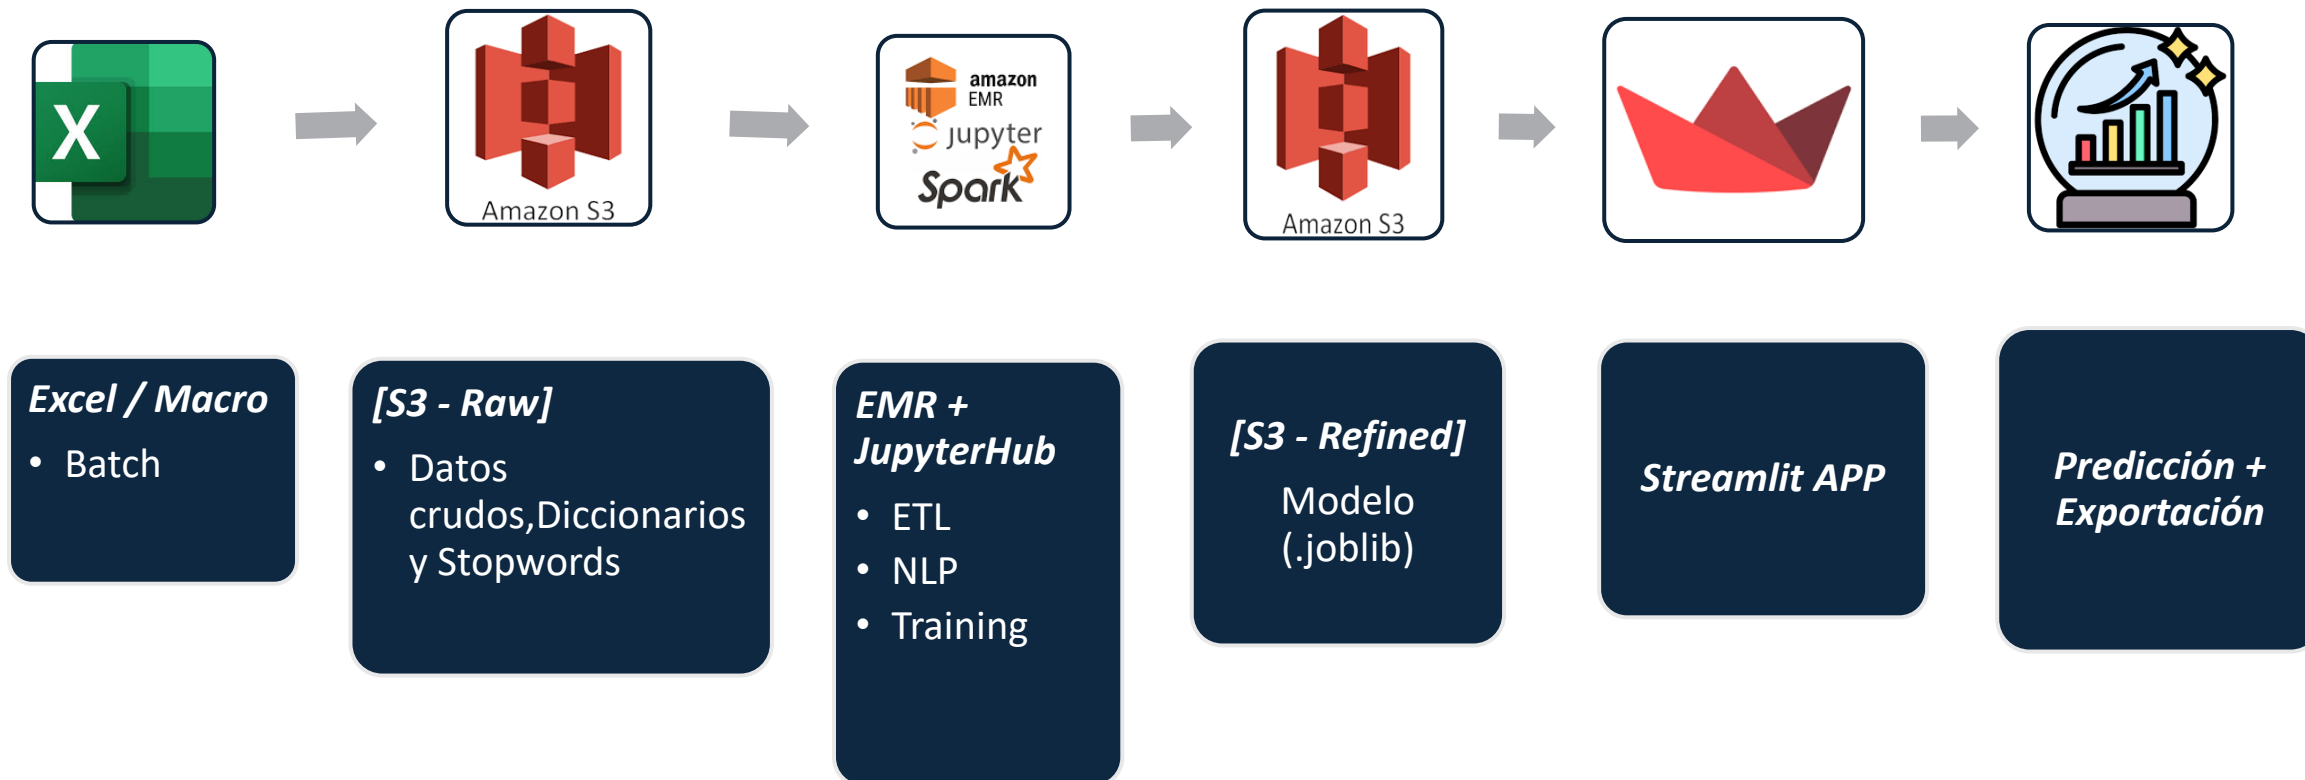 X
Amazon S3
amazon
EMR
jupyter
Spark
Amazon S3
Excel / Macro
• Batch
[S3 - Raw]
• Datos
crudos,Diccionarios
y Stopwords
EMR +
JupyterHub
• ETL
• NLP
• Training
[S3 - Refined]
Modelo
(.joblib)
Streamlit APP
Predicción +
Exportación